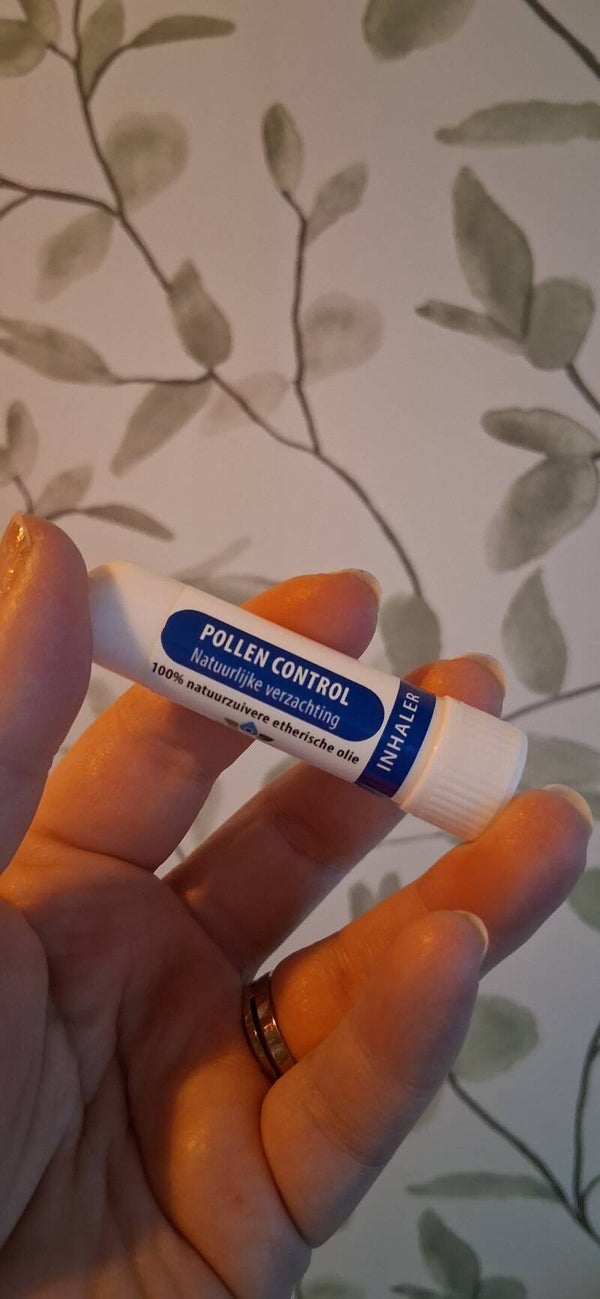 POLLEN CONTROL
Natuurlijke verzachting
100% natuurzuivere etherische olie
INHALER